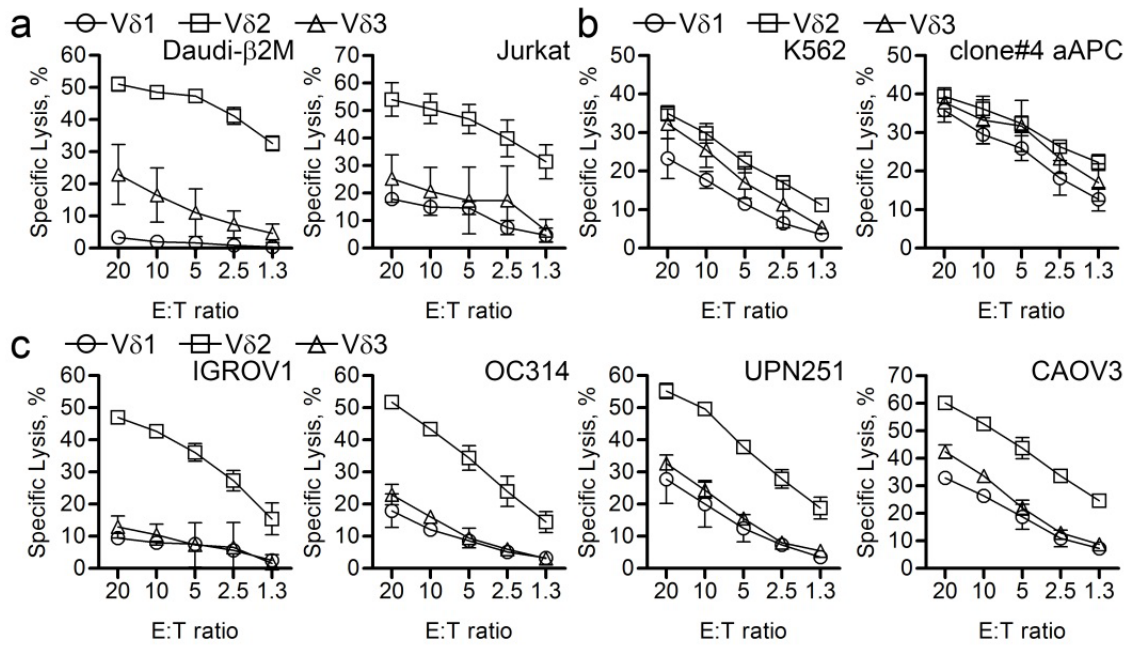 a Vδ1 Vδ2 Vδ3
Daudi-β2M
Specific Lysis, %
60
50
40
30
20
10
0
20 10 5 2.5 1.3
E:T ratio
Jurkat
Specific Lysis, %
70
60
50
40
30
20
10
0
20 10 5 2.5 1.3
E:T ratio
b Vδ1 Vδ2 Vδ3
K562
Specific Lysis, %
50
40
30
20
10
0
20 10 5 2.5 1.3
E:T ratio
clone#4 aAPC
Specific Lysis, %
50
40
30
20
10
0
20 10 5 2.5 1.3
E:T ratio
c Vδ1 Vδ2 Vδ3
IGROV1
Specific Lysis, %
60
50
40
30
20
10
0
20 10 5 2.5 1.3
E:T ratio
OC314
Specific Lysis, %
60
50
40
30
20
10
0
20 10 5 2.5 1.3
E:T ratio
UPN251
Specific Lysis, %
60
50
40
30
20
10
0
20 10 5 2.5 1.3
E:T ratio
CAOV3
Specific Lysis, %
70
60
50
40
30
20
10
0
20 10 5 2.5 1.3
E:T ratio